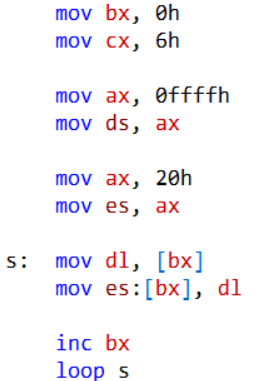 mov bx, 0h
mov cx, 6h
mov ax, 0ffffh
mov ds, ax
mov ax, 20h
mov es, ax
s: mov dl, [bx]
mov es:[bx], dl
inc bx
loop s